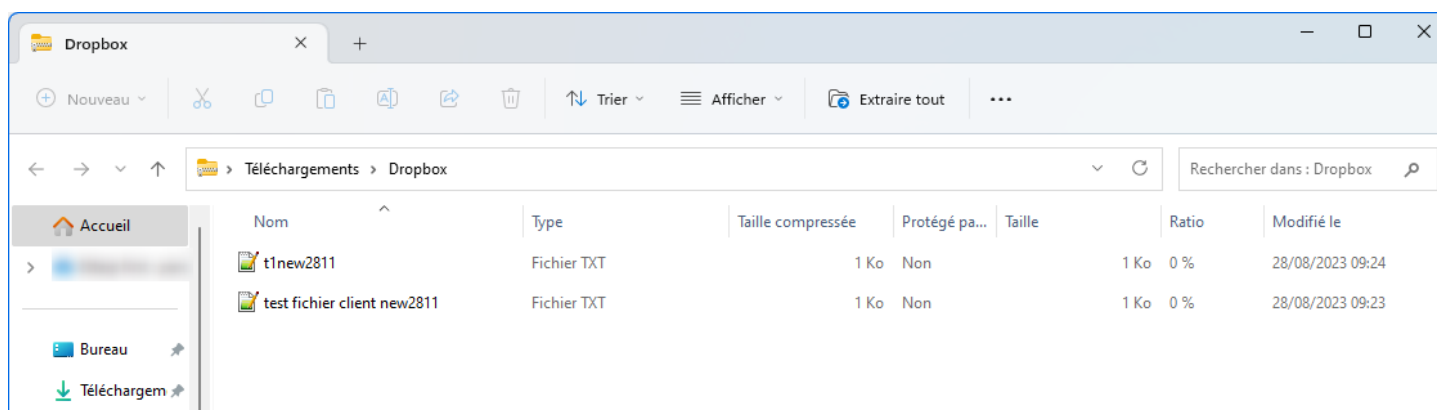 Dropbox
Nouveau Trier Afficher Extraire tout
Téléchargements Dropbox Rechercher dans : Dropbox
Accueil Nom Type Taille compressée Protégé pa... Taille Ratio Modifié le
t1new2811 Fichier TXT 1 Ko Non 1 Ko 0 % 28/08/2023 09:24
test fichier client new2811 Fichier TXT 1 Ko Non 1 Ko 0 % 28/08/2023 09:23
Bureau
Téléchargem